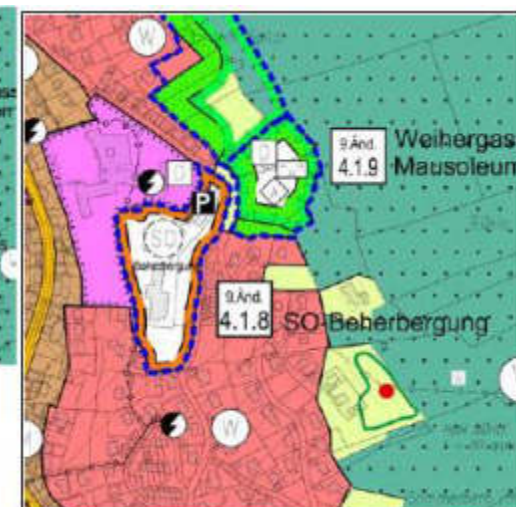 W
9.Änd.
4.1.9
Weihergas
Mausoleum
D
D
P
SO
9.Änd.
4.1.8
SO-Beherbergung
W